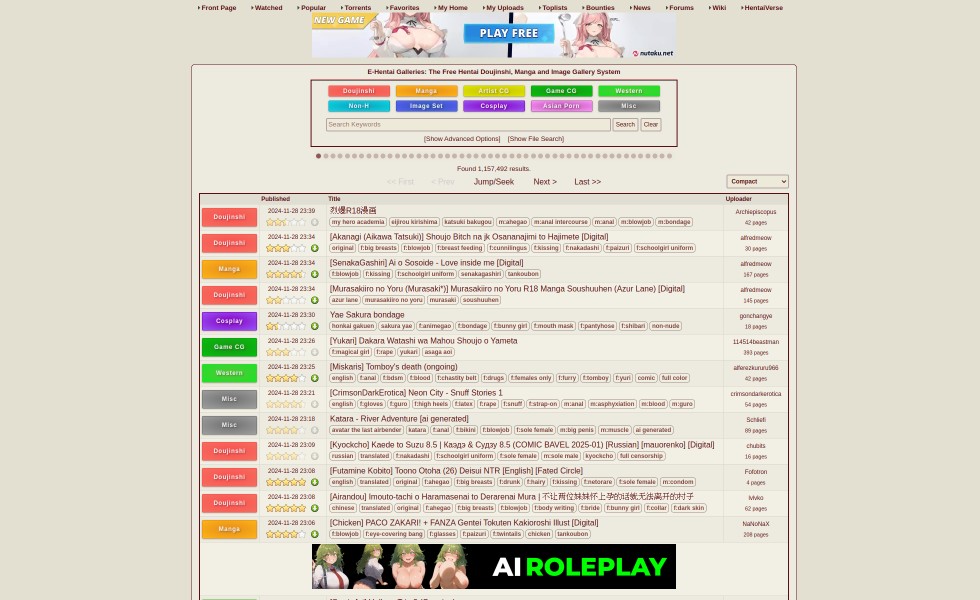 Front Page Watched Popular Torrents Favorites My Home My Uploads Toplists Bounties News Forums Wiki HentaiVerse
NEW GAME
PLAY FREE
nutaku.net
E-Hentai Galleries: The Free Hentai Doujinshi, Manga and Image Gallery System
Doujinshi Manga Artist CG Game CG Western
Non-H Image Set Cosplay Asian Porn Misc
Search Keywords Search Clear
[Show Advanced Options] [Show File Search]
Found 1,157,492 results.
<< First < Prev Jump/Seek Next > Last >> Compact
Published Title Uploader
Doujinshi 2024-11-28 23:39 烈爆R18漫画 Archiepiscopus
my hero academia eijirou kirishima katsuki bakugou m:ahegao m:anal intercourse m:anal m:blowjob m:bondage 42 pages
Doujinshi 2024-11-28 23:34 [Akanagi (Aikawa Tatsuki)] Shoujo Bitch na jk Osananajimi to Hajimete [Digital] alfredmeow
original f:big breasts f:blowjob f:breast feeding f:cunnilingus f:kissing f:nakadashi f:paizuri f:schoolgirl uniform 30 pages
Manga 2024-11-28 23:34 [SenakaGashiri] Ai o Sosoide - Love inside me [Digital] alfredmeow
f:blowjob f:kissing f:schoolgirl uniform senakagashiri tankoubon 167 pages
Doujinshi 2024-11-28 23:34 [Murasakiiro no Yoru (Murasaki*)] Murasakiiro no Yoru R18 Manga Soushuuhen (Azur Lane) [Digital] alfredmeow
azur lane murasakiiro no yoru murasaki soushuuhen 145 pages
Cosplay 2024-11-28 23:30 Yae Sakura bondage gonchangye
honkai gakuen sakura yae f:animegao f:bondage f:bunny girl f:mouth mask f:pantyhose f:shibari non-nude 18 pages
Game CG 2024-11-28 23:26 [Yukari] Dakara Watashi wa Mahou Shoujo o Yameta 114514beastman
f:magical girl f:rape yukari asaga aoi 393 pages
Western 2024-11-28 23:25 [Miskaris] Tomboy's death (ongoing) alferezkururu966
english f:anal f:bdsm f:blood f:chastity belt f:drugs f:females only f:furry f:tomboy f:yuri comic full color 42 pages
Misc 2024-11-28 23:21 [CrimsonDarkErotica] Neon City - Snuff Stories 1 crimsondarkerotica
english f:gloves f:guro f:high heels f:latex f:rape f:snuff f:strap-on m:anal m:asphyxiation m:blood m:guro 54 pages
Misc 2024-11-28 23:18 Katara - River Adventure [ai generated] Schliefi
avatar the last airbender katara f:anal f:bikini f:blowjob f:sole female m:big penis m:muscle ai generated 89 pages
Doujinshi 2024-11-28 23:09 [Kyockcho] Kaede to Suzu 8.5 | Каэдэ & Судзу 8.5 (COMIC BAVEL 2025-01) [Russian] [mauorenko] [Digital] chubits
russian translated f:nakadashi f:schoolgirl uniform f:sole female m:sole male kyockcho full censorship 16 pages
Doujinshi 2024-11-28 23:08 [Futamine Kobito] Toono Otoha (26) Deisui NTR [English] [Fated Circle] Fofotron
english translated original f:ahegao f:big breasts f:drunk f:hairy f:kissing f:netorare f:sole female m:condom 4 pages
Doujinshi 2024-11-28 23:08 [Airandou] Imouto-tachi o Haramasenai to Derarenai Mura | 不让两位妹妹怀上孕的话就无法离开的村子 lvlvko
chinese translated original f:ahegao f:big breasts f:blowjob f:body writing f:bride f:bunny girl f:collar f:dark skin 62 pages
Manga 2024-11-28 23:06 [Chicken] PACO ZAKARI! + FANZA Gentei Tokuten Kakioroshi Illust [Digital] NaNoNaX
f:blowjob f:eye-covering bang f:glasses f:paizuri f:twintails chicken tankoubon 208 pages
AI ROLEPLAY